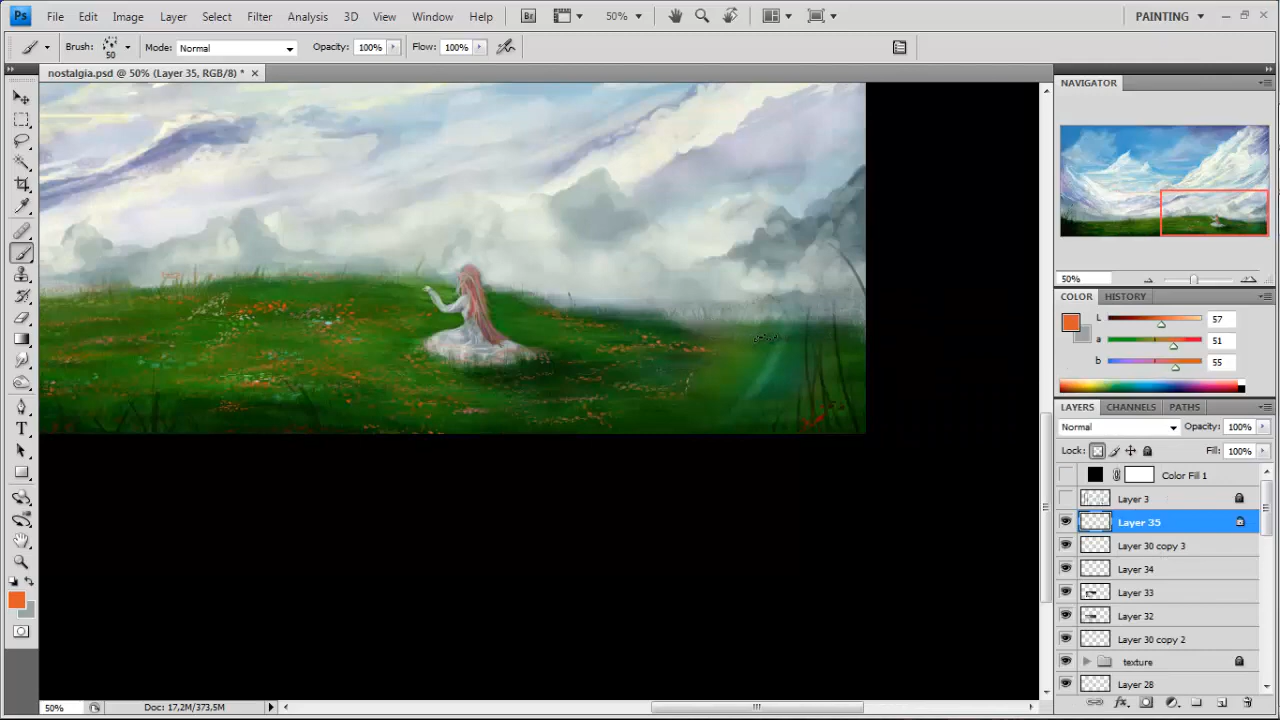 Ps File Edit Image Layer Select Filter Analysis 3D View Window Help Br 50% PAINTING
Brush: 50 Mode: Normal Opacity: 100% Flow: 100%
nostalgia.psd @ 50% (Layer 35, RGB/8) *
NAVIGATOR
50%
COLOR HISTORY
L 57
a 51
b 55
LAYERS CHANNELS PATHS
Normal Opacity: 100%
Lock: Fill: 100%
Color Fill 1
Layer 3
Layer 35
Layer 30 copy 3
Layer 34
Layer 33
Layer 32
Layer 30 copy 2
texture
Layer 28
T
50% Doc: 17,2M/373,5M